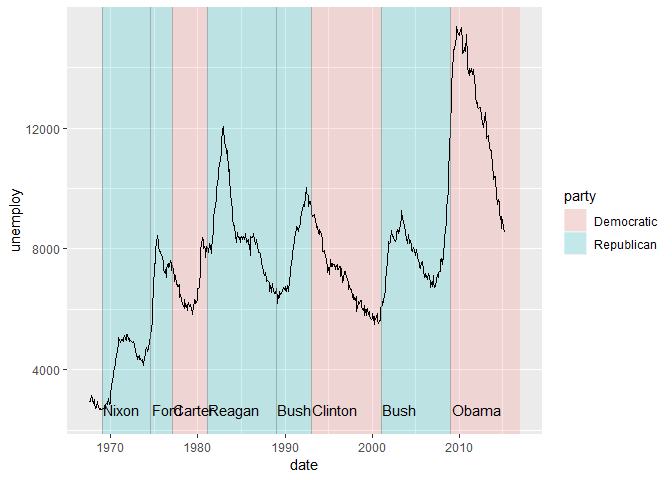 unemploy
12000
8000
4000
Nixon Ford Carter Reagan Bush Clinton Bush Obama
1970 1980 1990 2000 2010
date
party
Democratic
Republican